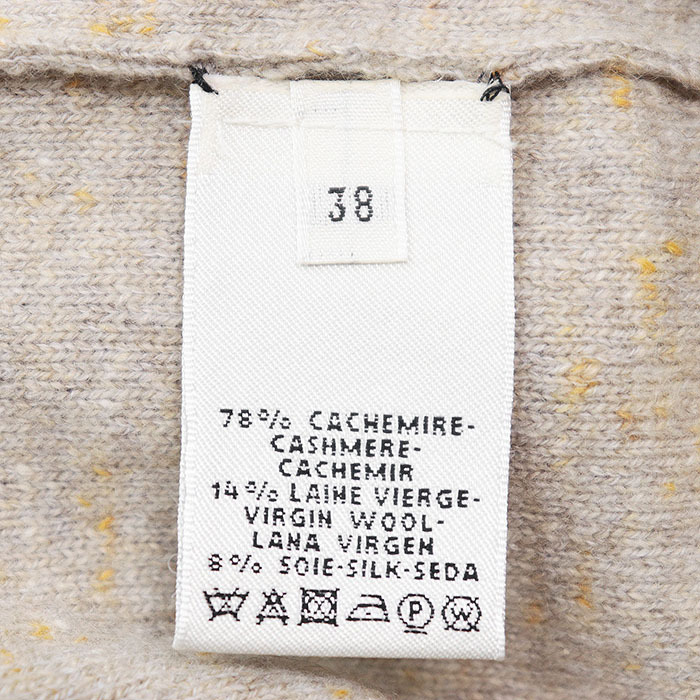 38
78% CACHEMIRE-
CASHMERE-
CACHEMIR
14% LAINE VIERGE-
VIRGIN WOOL-
LANA VIRGEN
8% SOIE-SILK-SEDA
P W